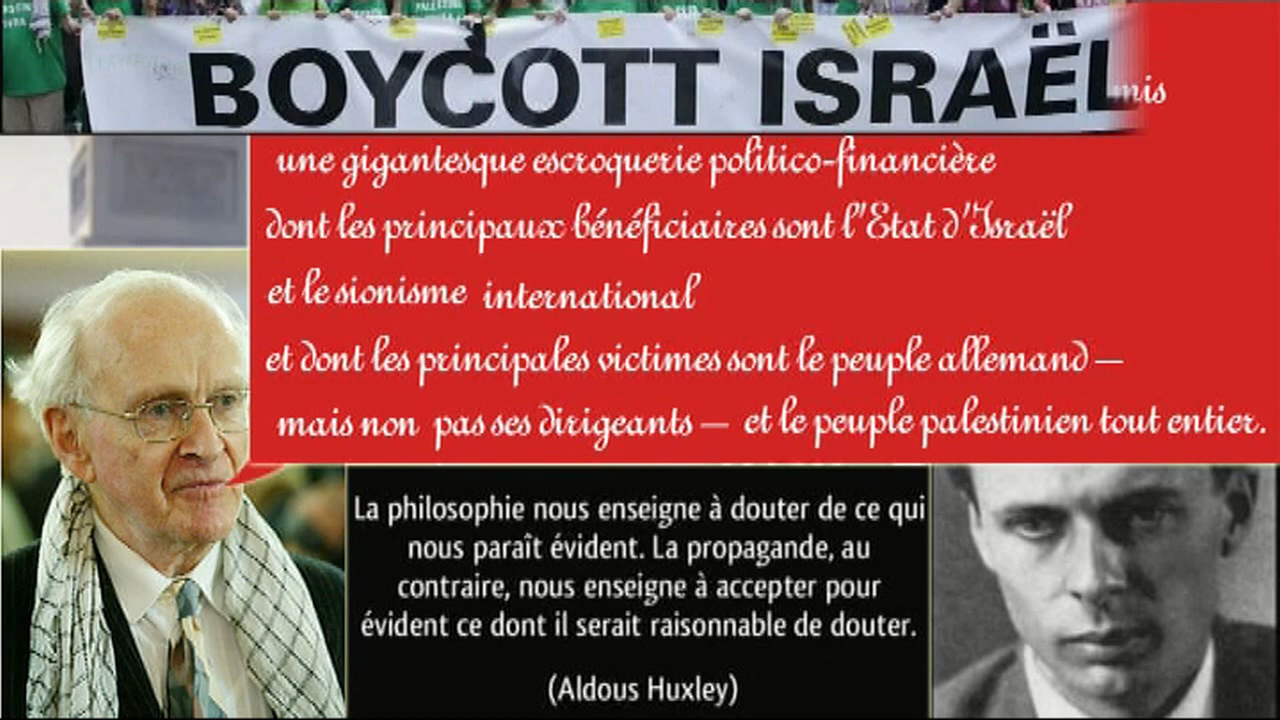 BOYCOTT ISRAËL
mis
une gigantesque escroquerie politico-financière
dont les principaux bénéficiaires sont l'Etat d'Israël
et le sionisme international
et dont les principales victimes sont le peuple allemand —
mais non pas ses dirigeants — et le peuple palestinien tout entier.
La philosophie nous enseigne à douter de ce qui
nous paraît évident. La propagande, au
contraire, nous enseigne à accepter pour
évident ce dont il serait raisonnable de douter.
(Aldous Huxley)